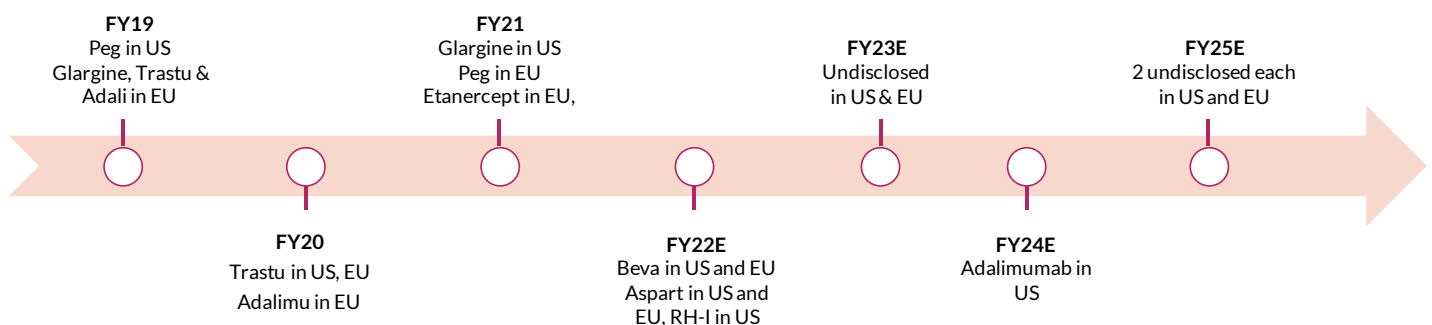 FY19
Peg in US
Glargine, Trastu &
Adali in EU
FY20
Trastu in US, EU
Adalimu in EU
FY21
Glargine in US
Peg in EU
Etanercept in EU,
FY22E
Beva in US and EU
Aspart in US and
EU, RH-I in US
FY23E
Undisclosed
in US & EU
FY24E
Adalimumab in
US
FY25E
2 undisclosed each
in US and EU